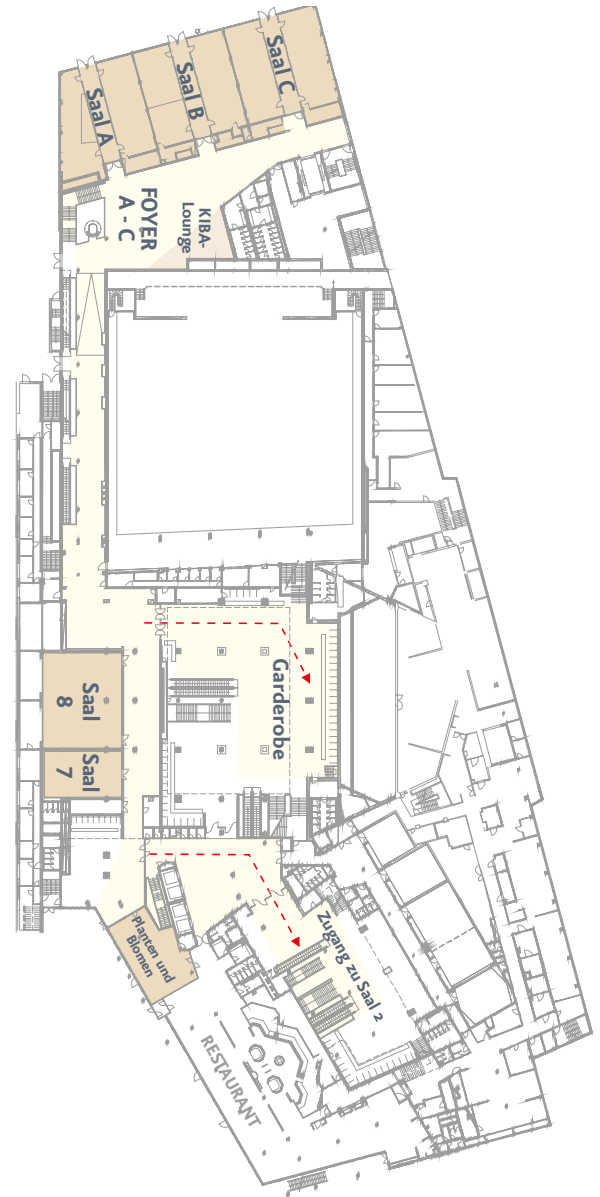 Saal A
Saal B
Saal C
FOYER
A - C
KIBA-
Lounge
Saal
8
Saal
7
Garderobe
Planten und
Blomen
Zugang zu Saal 2
RESTAURANT